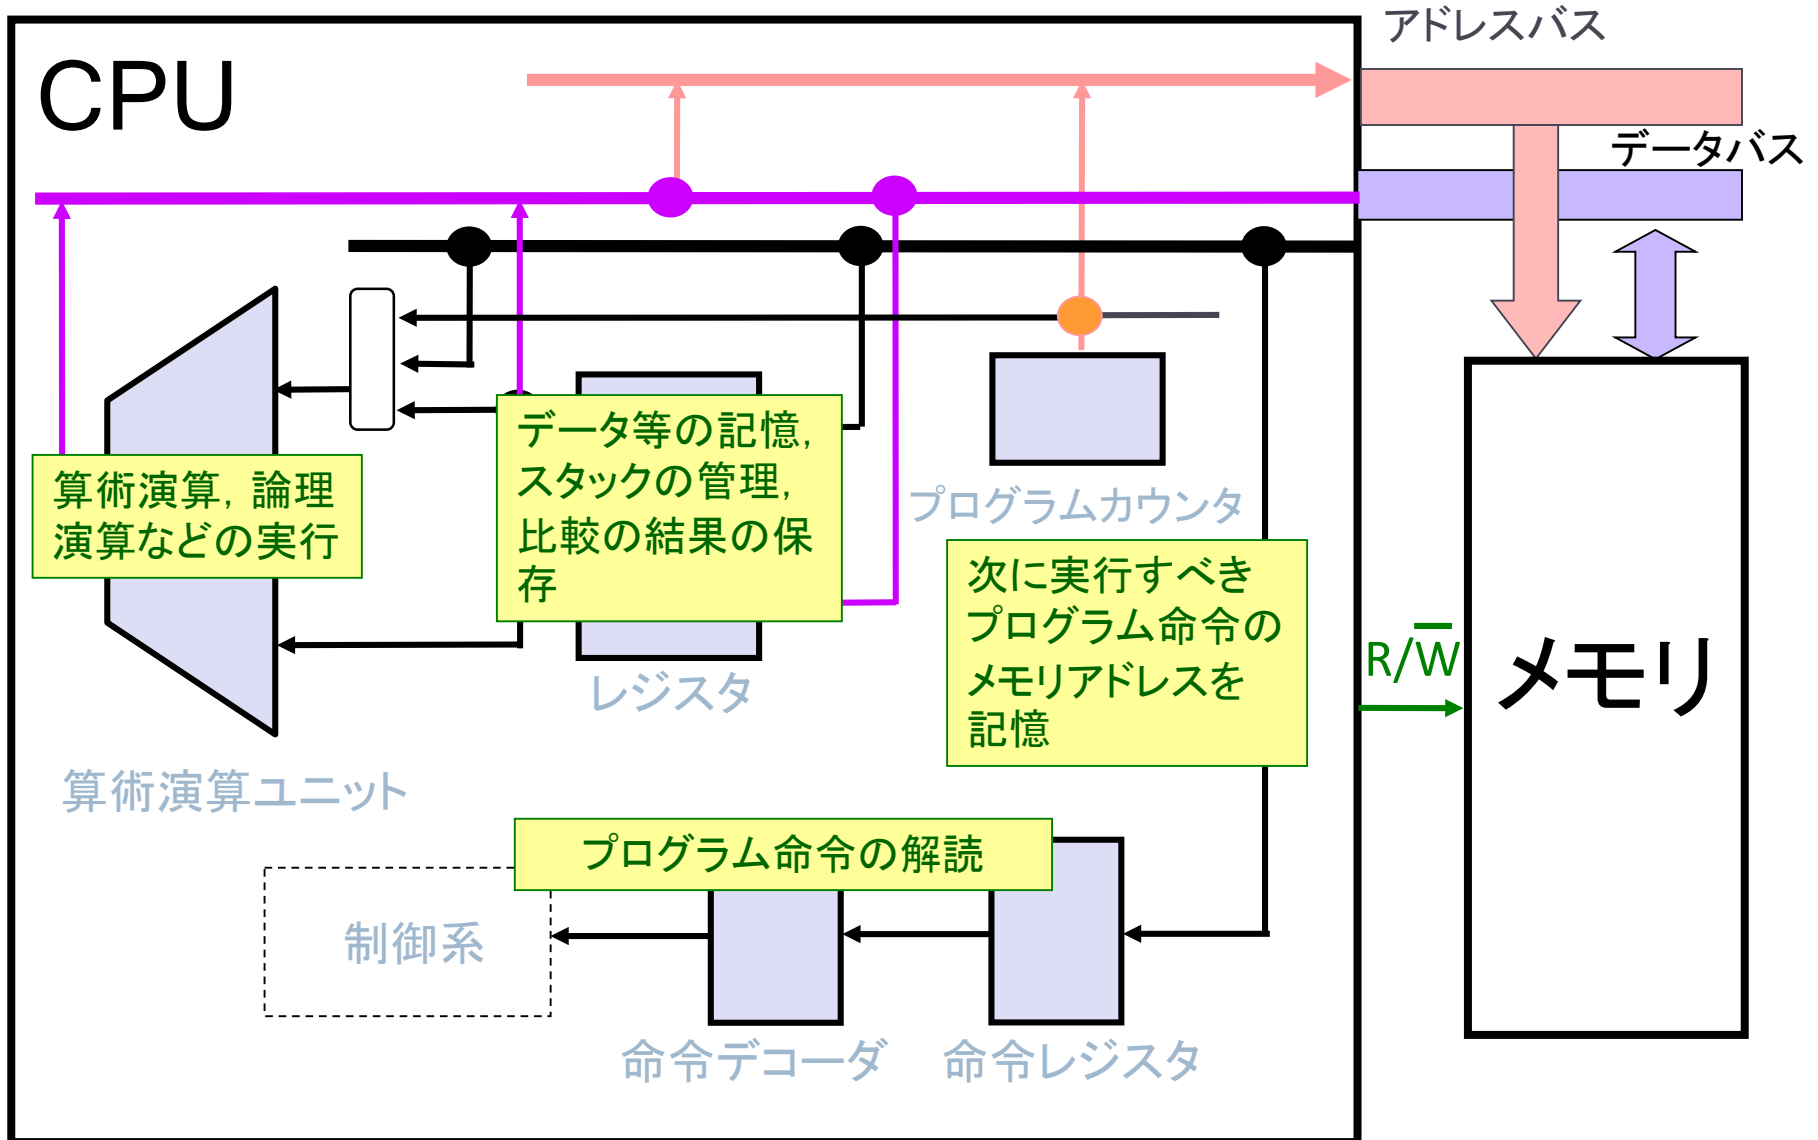 アドレスバス
CPU
データバス
データ等の記憶,
スタックの管理,
比較の結果の保
存
算術演算, 論理
演算などの実行
プログラムカウンタ
次に実行すべき
プログラム命令の
メモリアドレスを
記憶
R/W̅
メモリ
レジスタ
算術演算ユニット
プログラム命令の解読
制御系
命令デコーダ
命令レジスタ